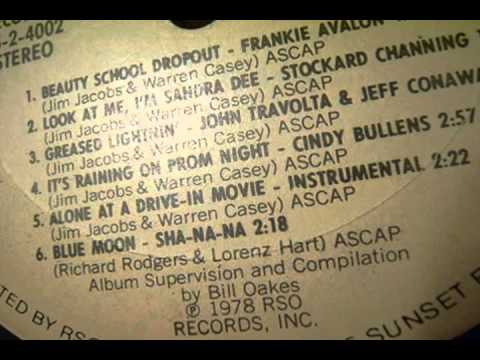 -2-4002
STEREO
1. BEAUTY SCHOOL DROPOUT - FRANKIE AVALON
(Jim Jacobs & Warren Casey) ASCAP
2. LOOK AT ME, I'M SANDRA DEE - STOCKARD CHANNING
(Jim Jacobs & Warren Casey) ASCAP
3. GREASED LIGHTNIN' - JOHN TRAVOLTA & JEFF CONAWA
(Jim Jacobs & Warren Casey) ASCAP
4. IT'S RAINING ON PROM NIGHT - CINDY BULLENS 2:57
(Jim Jacobs & Warren Casey) ASCAP
5. ALONE AT A DRIVE-IN MOVIE - INSTRUMENTAL 2:22
(Jim Jacobs & Warren Casey) ASCAP
6. BLUE MOON - SHA-NA-NA 2:18
(Richard Rodgers & Lorenz Hart) ASCAP
Album Supervision and Compilation
by Bill Oakes
℗ 1978 RSO
RECORDS, INC.
TED BY RSO
SUNSET